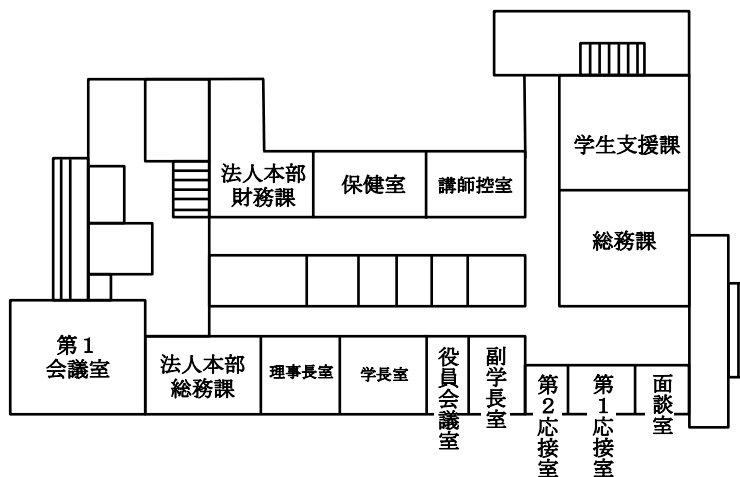 学生支援課
法人本部
財務課
保健室
講師控室
総務課
第１
会議室
法人本部
総務課
理事長室
学長室
役員会議室
副学長室
第２応接室
第１応接室
面談室